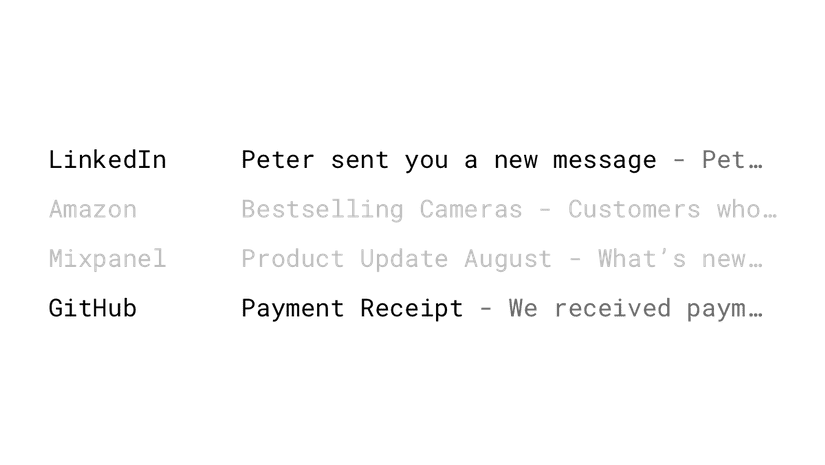 LinkedIn Peter sent you a new message - Pet…
Amazon Bestselling Cameras - Customers who…
Mixpanel Product Update August - What’s new…
GitHub Payment Receipt - We received paym…